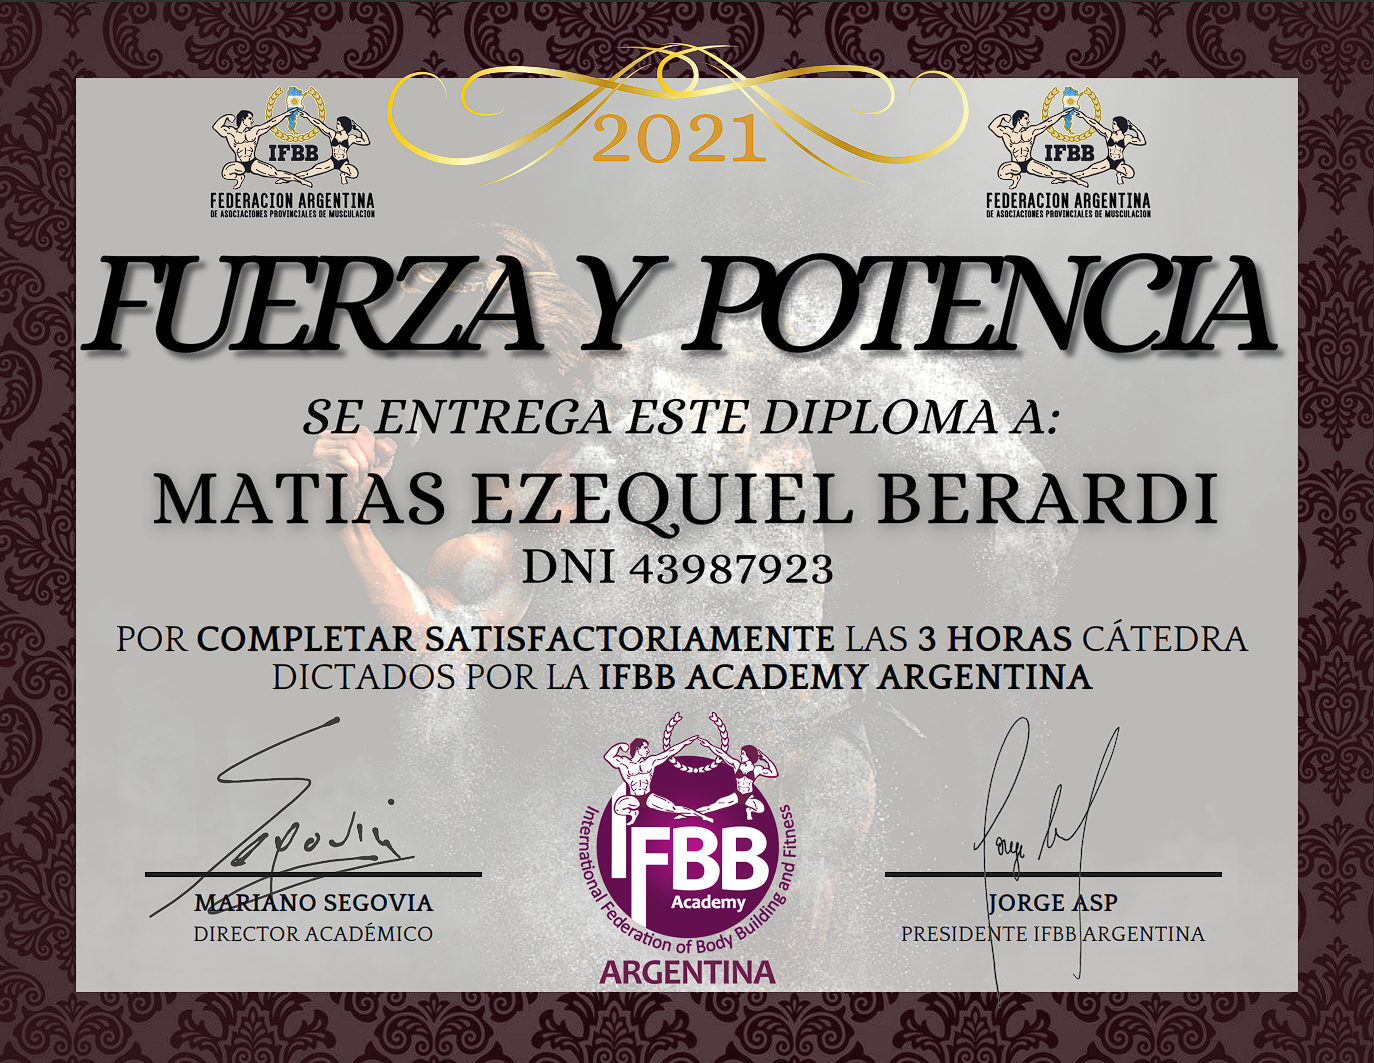 2021
IFBB
FEDERACION ARGENTINA
DE ASOCIACIONES PROVINCIALES DE MUSCULACION
IFBB
FEDERACION ARGENTINA
DE ASOCIACIONES PROVINCIALES DE MUSCULACION
FUERZA Y POTENCIA
SE ENTREGA ESTE DIPLOMA A:
MATIAS EZEQUIEL BERARDI
DNI 43987923
POR COMPLETAR SATISFACTORIAMENTE LAS 3 HORAS CÁTEDRA
DICTADOS POR LA IFBB ACADEMY ARGENTINA
Segovia
MARIANO SEGOVIA
DIRECTOR ACADÉMICO
IFBB
Academy
International Federation of Body Building and Fitness
ARGENTINA
Jorge
JORGE ASP
PRESIDENTE IFBB ARGENTINA